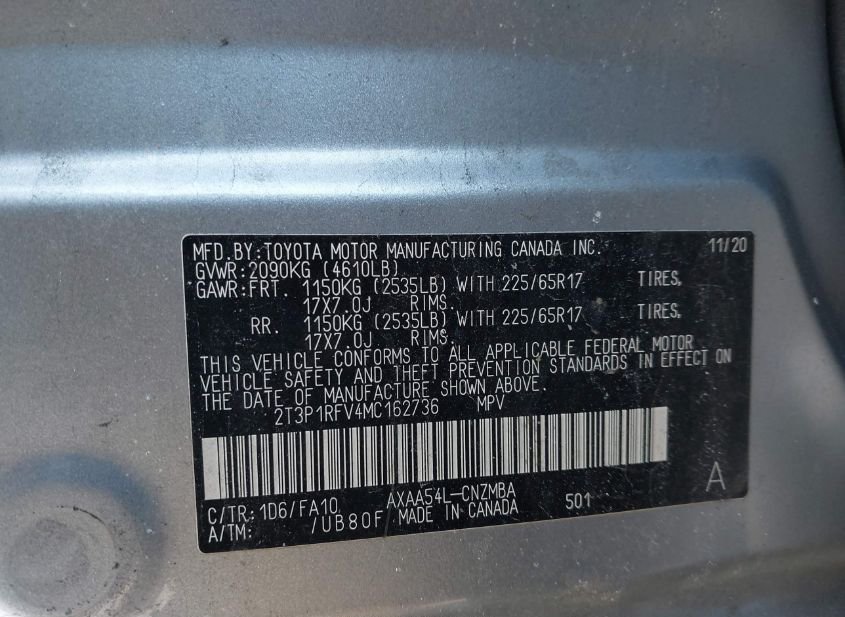 MFD.BY:TOYOTA MOTOR MANUFACTURING CANADA INC. 11/20
GVWR:2090KG (4610LB)
GAWR:FRT. 1150KG (2535LB) WITH 225/65R17 TIRES,
17X7.0J RIMS.
RR. 1150KG (2535LB) WITH 225/65R17 TIRES,
17X7.0J RIMS.
THIS VEHICLE CONFORMS TO ALL APPLICABLE FEDERAL MOTOR
VEHICLE SAFETY AND THEFT PREVENTION STANDARDS IN EFFECT ON
THE DATE OF MANUFACTURE SHOWN ABOVE.
2T3P1RFV4MC162736 MPV
A
C/TR:1D6/FA10 AXAA54L-CNZMBA 501
A/TM: /UB80F MADE IN CANADA